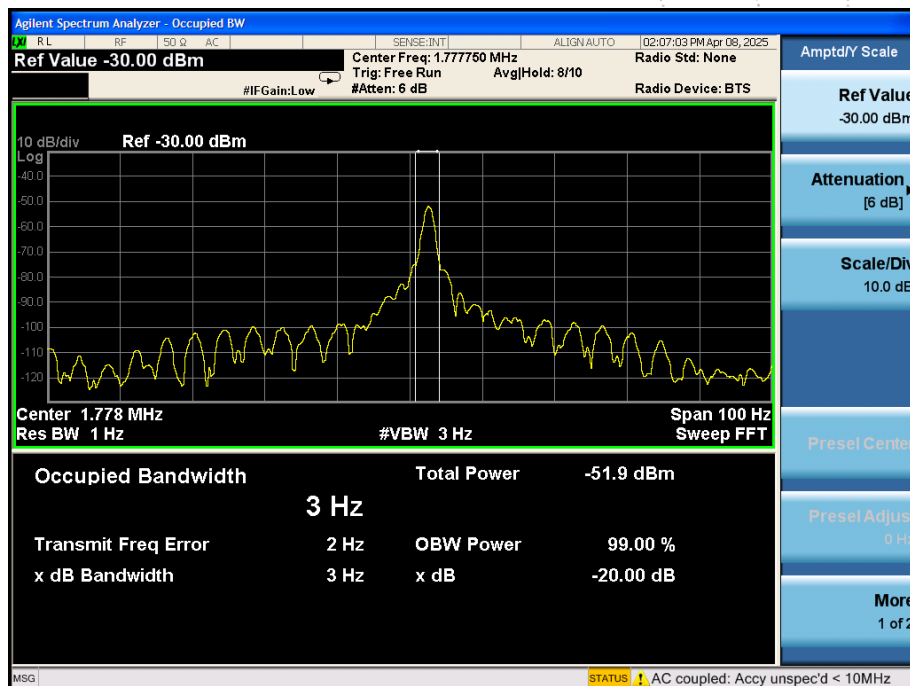 Agilent Spectrum Analyzer - Occupied BW
LXI RL RF 50 Ω AC SENSE:INT ALIGN AUTO 02:07:03 PM Apr 08, 2025
Ref Value -30.00 dBm
Center Freq: 1.777750 MHz
Radio Std: None
Trig: Free Run Avg|Hold: 8/10
#IFGain:Low
#Atten: 6 dB
Radio Device: BTS
10 dB/div Ref -30.00 dBm
Log
-40.0
-50.0
-60.0
-70.0
-80.0
-90.0
-100
-110
-120
Center 1.778 MHz Span 100 Hz
Res BW 1 Hz #VBW 3 Hz Sweep FFT
Occupied Bandwidth Total Power -51.9 dBm
3 Hz
Transmit Freq Error 2 Hz OBW Power 99.00 %
x dB Bandwidth 3 Hz x dB -20.00 dB
Amptd/Y Scale
Ref Value
-30.00 dBm
Attenuation
[6 dB]
Scale/Div
10.0 dB
Presel Center
Presel Adjus
0 Hz
More
1 of 2
MSG STATUS AC coupled: Accy unspec'd < 10MHz